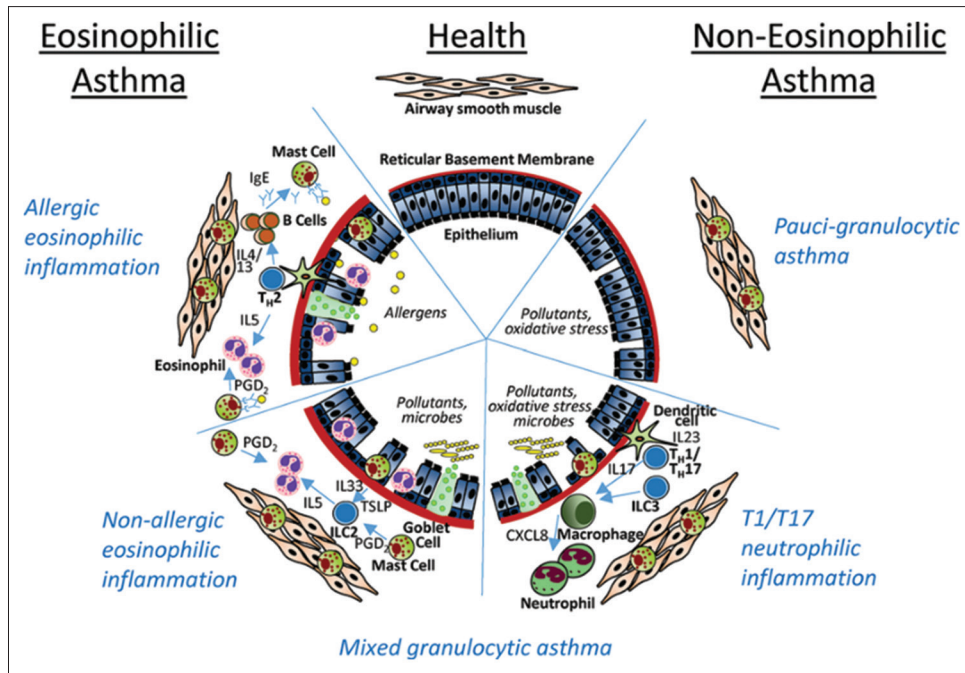 Eosinophilic
Asthma
Health
Non-Eosinophilic
Asthma
Airway smooth muscle
Reticular Basement Membrane
Epithelium
Mast Cell
IgE
B Cells
IL4/
13
TH2
IL5
Eosinophil
PGD2
Allergic
eosinophilic
inflammation
Allergens
Pollutants,
oxidative stress
Pauci-granulocytic
asthma
Pollutants,
microbes
PGD2
IL5
IL33
TSLP
ILC2
PGD2
Goblet
Cell
Mast Cell
Non-allergic
eosinophilic
inflammation
Pollutants,
oxidative stress
microbes
Dendritic
cell
IL23
TH1/
TH17
IL17
ILC3
CXCL8
Macrophage
Neutrophil
T1/T17
neutrophilic
inflammation
Mixed granulocytic asthma